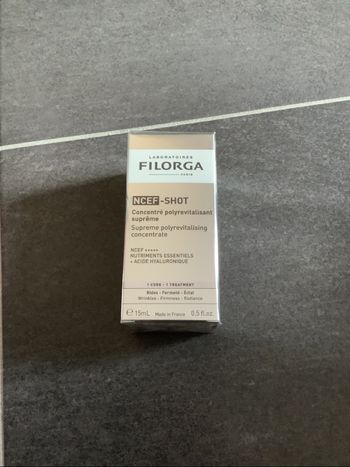 LABORATOIRES
FILORGA
PARIS
NCEF-SHOT
Concentré polyrevitalisant
suprême
Supreme polyrevitalising
concentrate
NCEF +++++
NUTRIMENTS ESSENTIELS
+ ACIDE HYALURONIQUE
1 CURE - 1 TREATMENT
Rides - Fermeté - Éclat
Wrinkles - Firmness - Radiance
℮ 15mL Made in France 0.5 fl.oz.